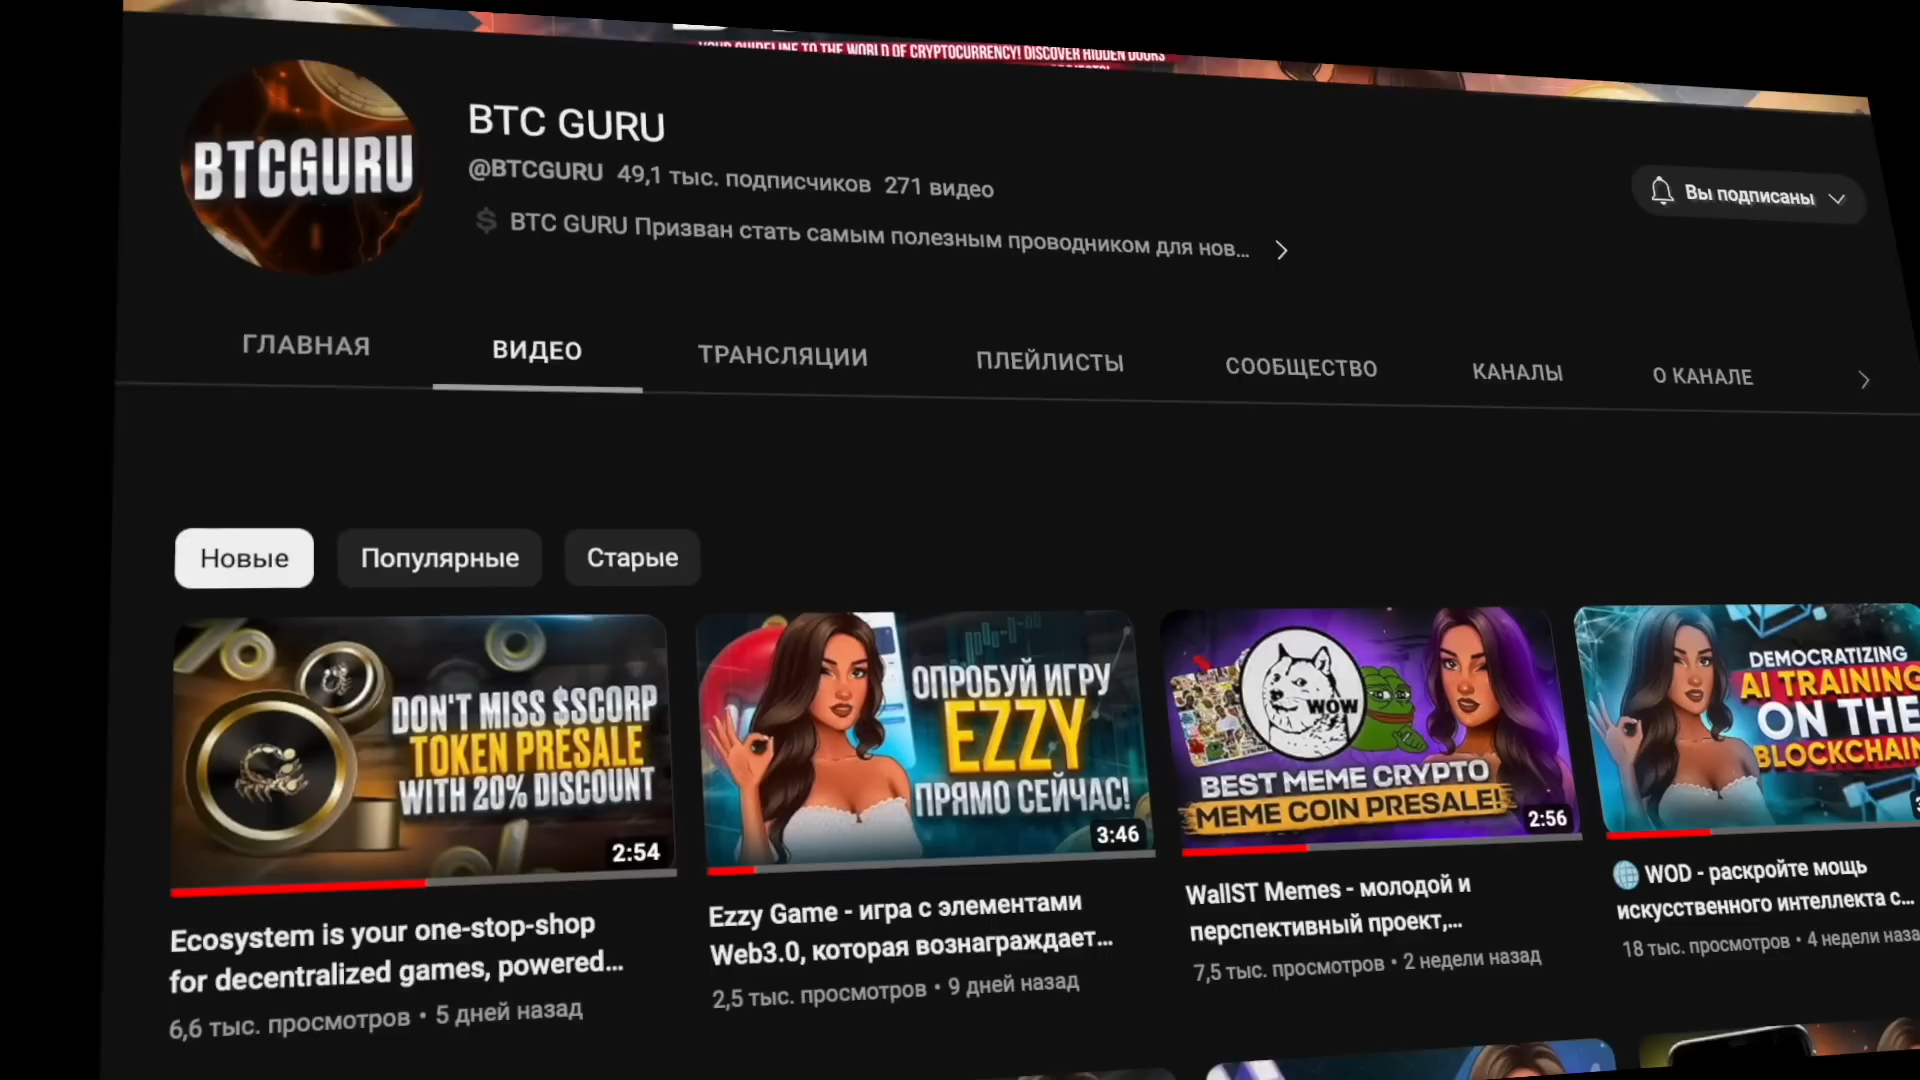 YOUR GUIDELINE TO THE WORLD OF CRYPTOCURRENCY! DISCOVER HIDDEN DOORS
BTCGURU
BTC GURU
@BTCGURU 49,1 тыс. подписчиков 271 видео
Вы подписаны
$ BTC GURU Призван стать самым полезным проводником для нов...
ГЛАВНАЯ ВИДЕО ТРАНСЛЯЦИИ ПЛЕЙЛИСТЫ СООБЩЕСТВО КАНАЛЫ О КАНАЛЕ
Новые Популярные Старые
DON'T MISS $SCORP
TOKEN PRESALE
WITH 20% DISCOUNT
2:54
Ecosystem is your one-stop-shop
for decentralized games, powered...
6,6 тыс. просмотров • 5 дней назад
ОПРОБУЙ ИГРУ
EZZY
ПРЯМО СЕЙЧАС!
3:46
Ezzy Game - игра с элементами
Web3.0, которая вознаграждает...
2,5 тыс. просмотров • 9 дней назад
WOW
BEST MEME CRYPTO
MEME COIN PRESALE!
2:56
WallST Memes - молодой и
перспективный проект,...
7,5 тыс. просмотров • 2 недели назад
DEMOCRATIZING
AI TRAINING
ON THE
BLOCKCHAIN
WOD - раскройте мощь
искусственного интеллекта с...
18 тыс. просмотров • 4 недели наза